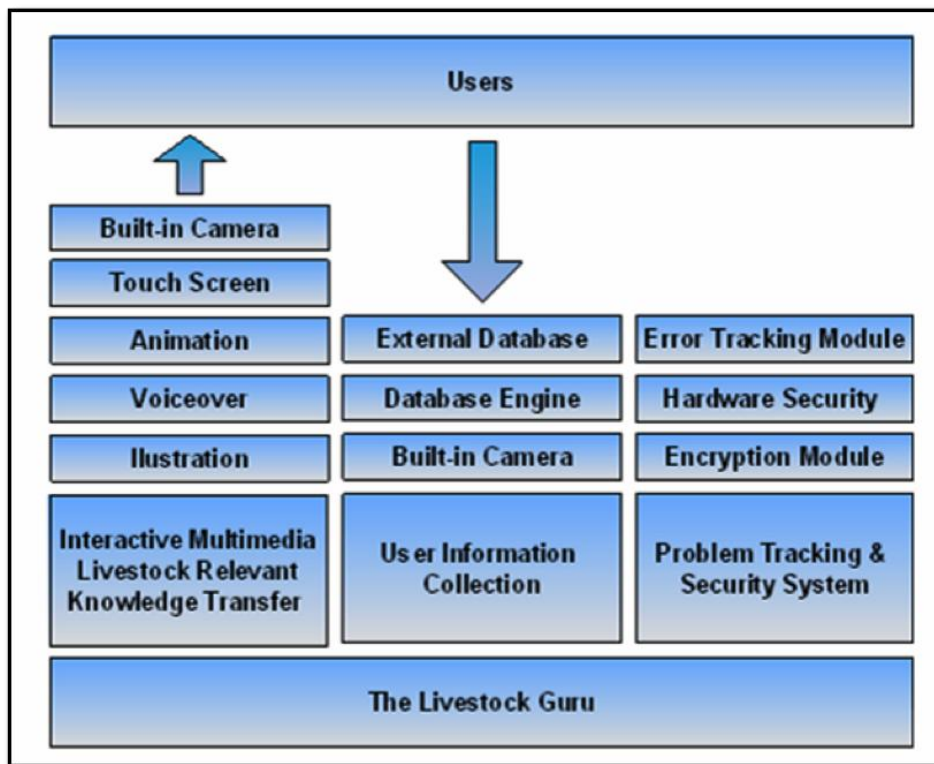 Users
Built-in Camera
Touch Screen
Animation
Voiceover
Ilustration
Interactive Multimedia
Livestock Relevant
Knowledge Transfer
External Database
Database Engine
Built-in Camera
User Information
Collection
Error Tracking Module
Hardware Security
Encryption Module
Problem Tracking &
Security System
The Livestock Guru